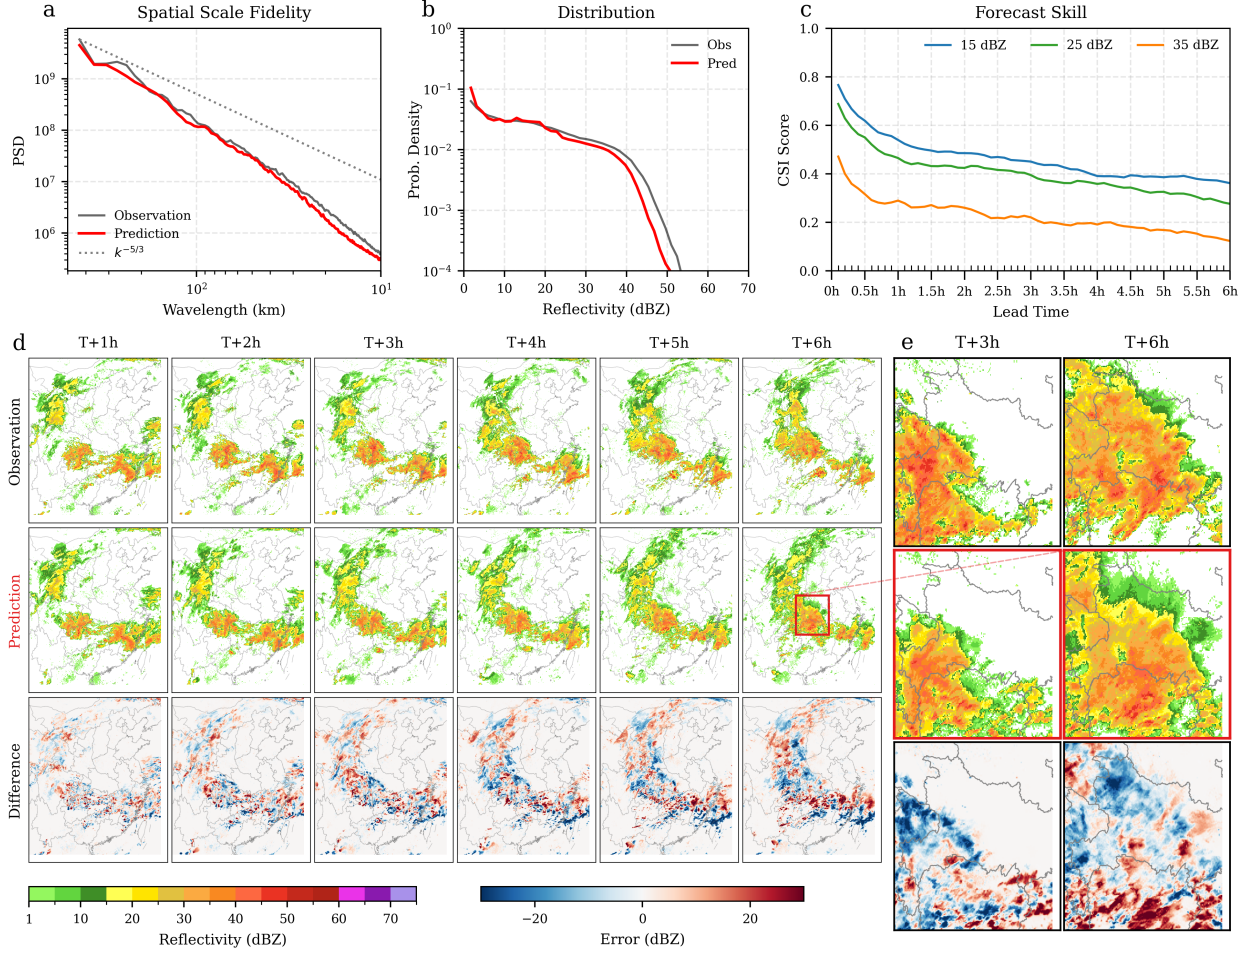 a
Spatial Scale Fidelity
10⁹
10⁸
10⁷
10⁶
PSD
Observation
Prediction
k⁻⁵ᐟ³
10²
10¹
Wavelength (km)
b
Distribution
10⁰
10⁻¹
10⁻²
10⁻³
10⁻⁴
Prob. Density
Obs
Pred
0 10 20 30 40 50 60 70
Reflectivity (dBZ)
c
Forecast Skill
1.0
0.8
0.6
0.4
0.2
0.0
CSI Score
15 dBZ 25 dBZ 35 dBZ
0h 0.5h 1h 1.5h 2h 2.5h 3h 3.5h 4h 4.5h 5h 5.5h 6h
Lead Time
d
T+1h T+2h T+3h T+4h T+5h T+6h
Observation
Prediction
Difference
e
T+3h T+6h
1 10 20 30 40 50 60 70
Reflectivity (dBZ)
−20 0 20
Error (dBZ)